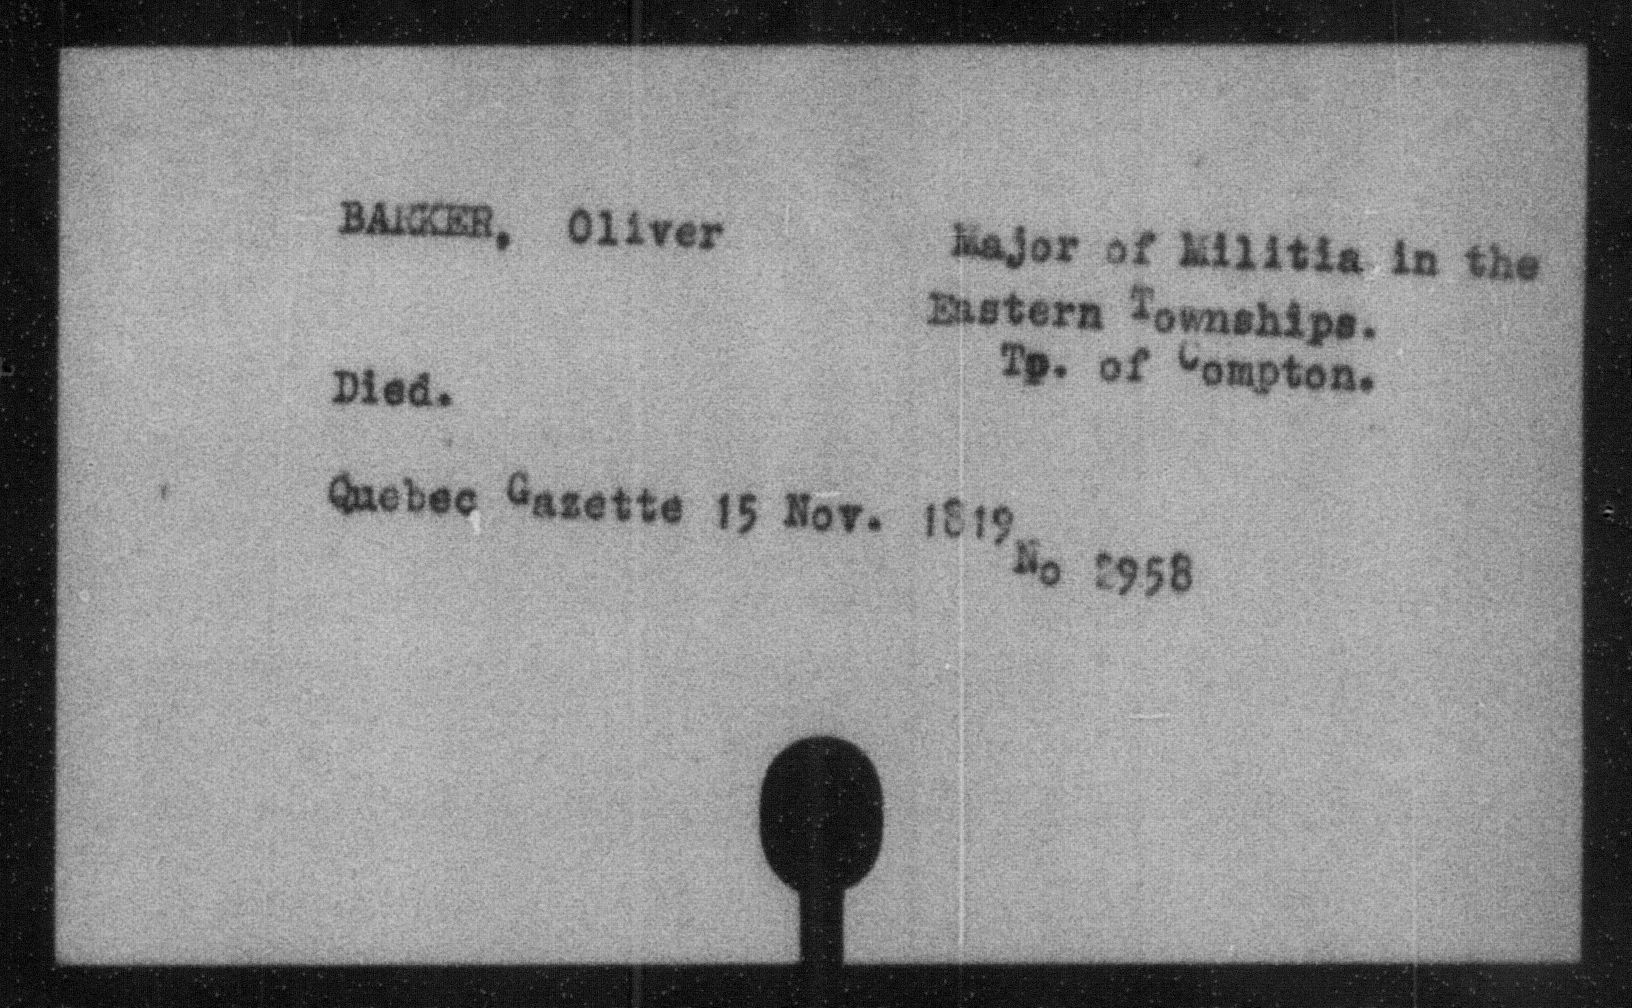 BARKER, Oliver
Major of Militia in the
Eastern Townships.
Tp. of Compton.
Died.
Quebec Gazette 15 Nov. 1819
No 2958